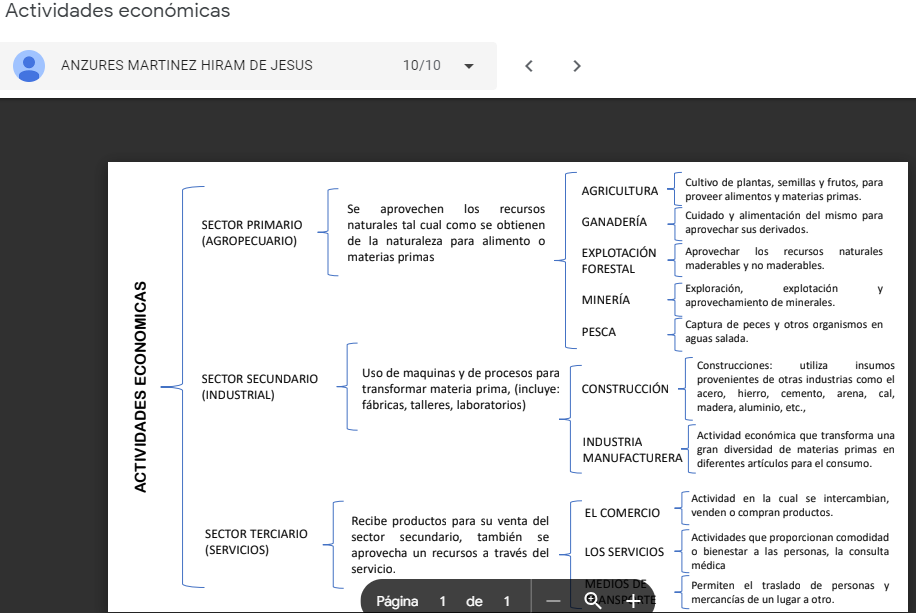 Actividades económicas
ANZURES MARTINEZ HIRAM DE JESUS 10/10
ACTIVIDADES ECONOMICAS
SECTOR PRIMARIO
(AGROPECUARIO)
Se aprovechen los recursos
naturales tal cual como se obtienen
de la naturaleza para alimento o
materias primas
AGRICULTURA
Cultivo de plantas, semillas y frutos, para
proveer alimentos y materias primas.
GANADERÍA
Cuidado y alimentación del mismo para
aprovechar sus derivados.
EXPLOTACIÓN
FORESTAL
Aprovechar los recursos naturales
maderables y no maderables.
MINERÍA
Exploración, explotación y
aprovechamiento de minerales.
PESCA
Captura de peces y otros organismos en
aguas salada.
SECTOR SECUNDARIO
(INDUSTRIAL)
Uso de maquinas y de procesos para
transformar materia prima, (incluye:
fábricas, talleres, laboratorios)
CONSTRUCCIÓN
Construcciones: utiliza insumos
provenientes de otras industrias como el
acero, hierro, cemento, arena, cal,
madera, aluminio, etc.,
INDUSTRIA
MANUFACTURERA
Actividad económica que transforma una
gran diversidad de materias primas en
diferentes artículos para el consumo.
SECTOR TERCIARIO
(SERVICIOS)
Recibe productos para su venta del
sector secundario, también se
aprovecha un recursos a través del
servicio.
EL COMERCIO
Actividad en la cual se intercambian,
venden o compran productos.
LOS SERVICIOS
Actividades que proporcionan comodidad
o bienestar a las personas, la consulta
médica
MEDIOS DE
TRANSPORTE
Permiten el traslado de personas y
mercancías de un lugar a otro.
Página 1 de 1